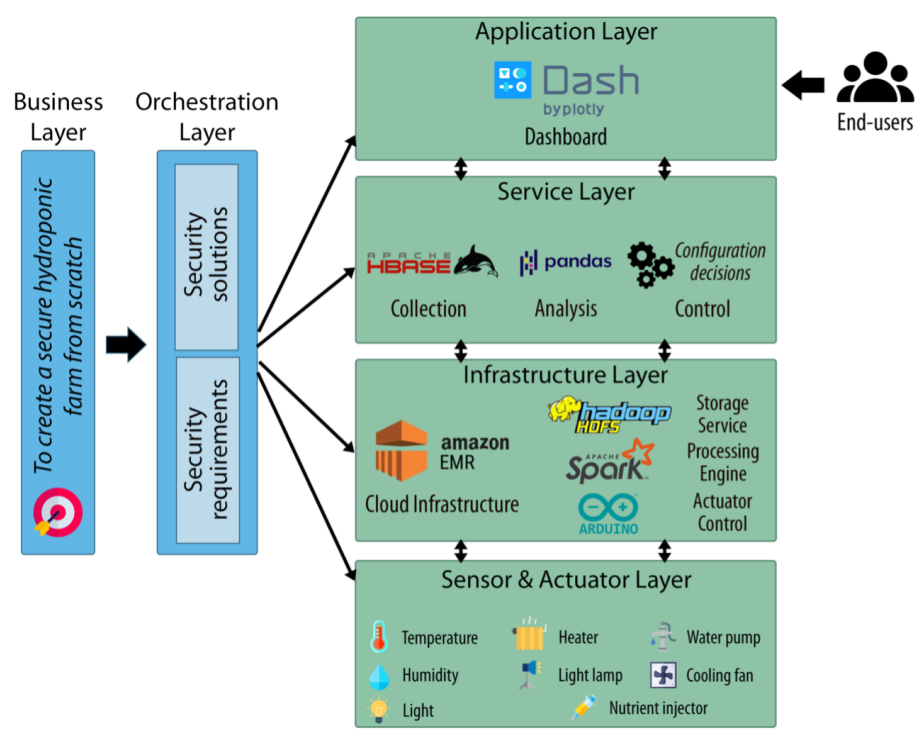 Business
Layer
To create a secure hydroponic
farm from scratch
Orchestration
Layer
Security
solutions
Security
requirements
Application Layer
Dash
byplotly
Dashboard
End-users
Service Layer
APACHE
HBASE
Collection
pandas
Analysis
Configuration
decisions
Control
Infrastructure Layer
amazon
EMR
Cloud Infrastructure
hadoop
HDFS
Storage
Service
APACHE
Spark
Processing
Engine
ARDUINO
Actuator
Control
Sensor & Actuator Layer
Temperature
Heater
Water pump
Humidity
Light lamp
Cooling fan
Light
Nutrient injector